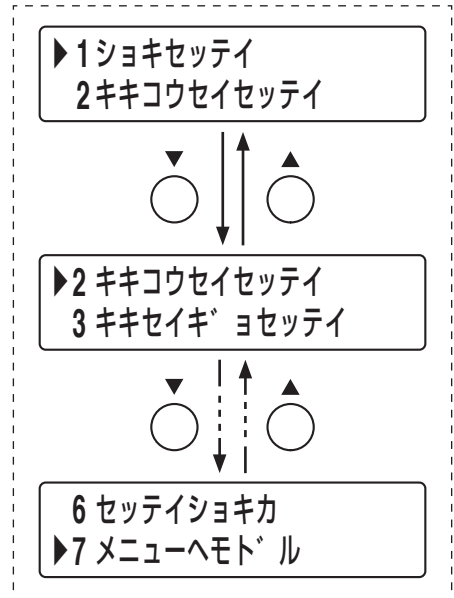 ▶1ショキセッテイ
2キキコウセイセッテイ
▼ ▲
▶2 キキコウセイセッテイ
3 キキセイキ゛ョセッテイ
▼ ▲
6 セッテイショキカ
▶7 メニューヘモト゛ル